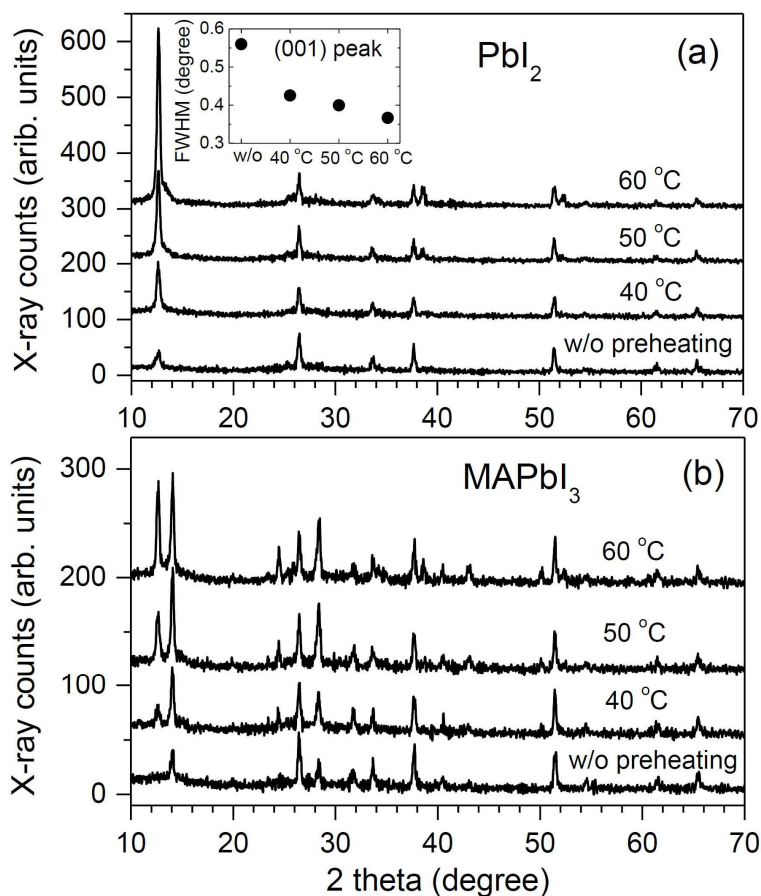 600
500
400
300
200
100
0
X-ray counts (arib. units)
0.6
0.5
0.4
0.3
FWHM (degree)
(001) peak
w/o 40 °C 50 °C 60 °C
PbI₂
(a)
60 °C
50 °C
40 °C
w/o preheating
10 20 30 40 50 60 70
300
200
100
0
X-ray counts (arb. units)
MAPbI₃
(b)
60 °C
50 °C
40 °C
w/o preheating
10 20 30 40 50 60 70
2 theta (degree)